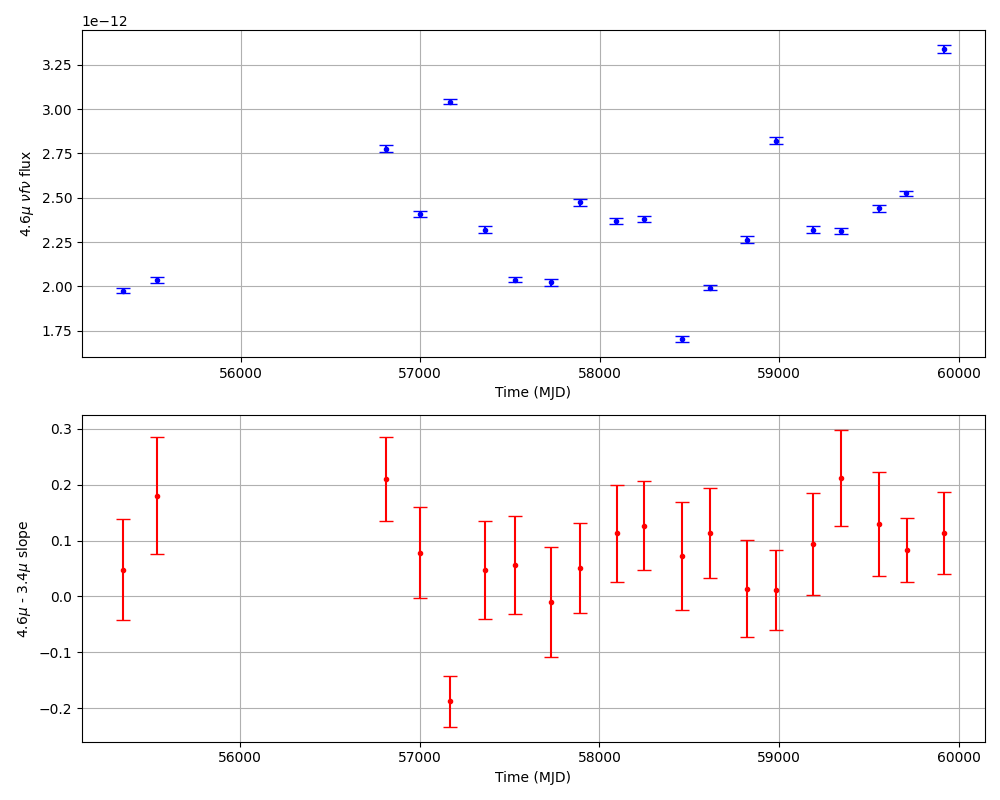 1e−12
3.25
3.00
2.75
2.50
2.25
2.00
1.75
4.6μ νfν flux
56000 57000 58000 59000 60000
Time (MJD)
0.3
0.2
0.1
0.0
−0.1
−0.2
4.6μ - 3.4μ slope
56000 57000 58000 59000 60000
Time (MJD)